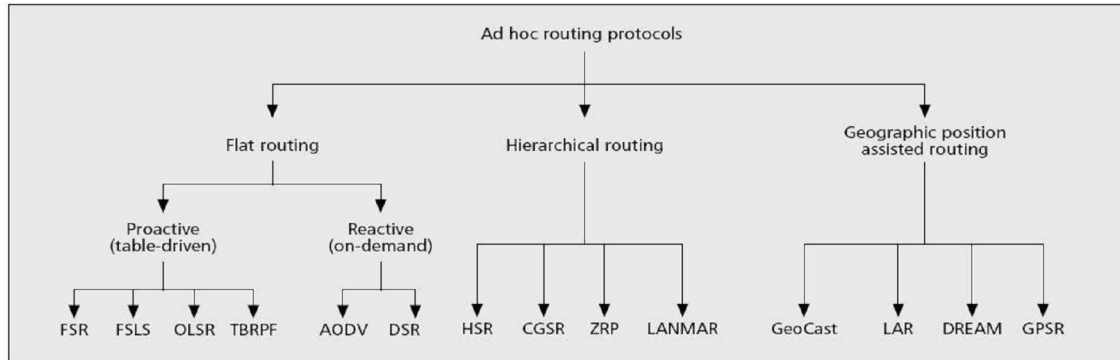 Ad hoc routing protocols
Flat routing
Hierarchical routing
Geographic position
assisted routing
Proactive
(table-driven)
Reactive
(on-demand)
FSR
FSLS
OLSR
TBRPF
AODV
DSR
HSR
CGSR
ZRP
LANMAR
GeoCast
LAR
DREAM
GPSR